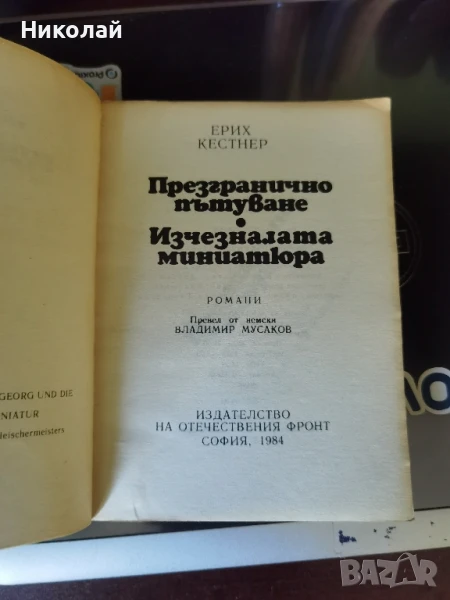 Николай
ЕРИХ
КЕСТНЕР
Презгранично
пътуване
•
Изчезналата
миниатюра
РОМАНИ
Превел от немски
ВЛАДИМИР МУСАКОВ
GEORG UND DIE
NIATUR
leischermeisters
ИЗДАТЕЛСТВО
НА ОТЕЧЕСТВЕНИЯ ФРОНТ
СОФИЯ, 1984
BAZAR